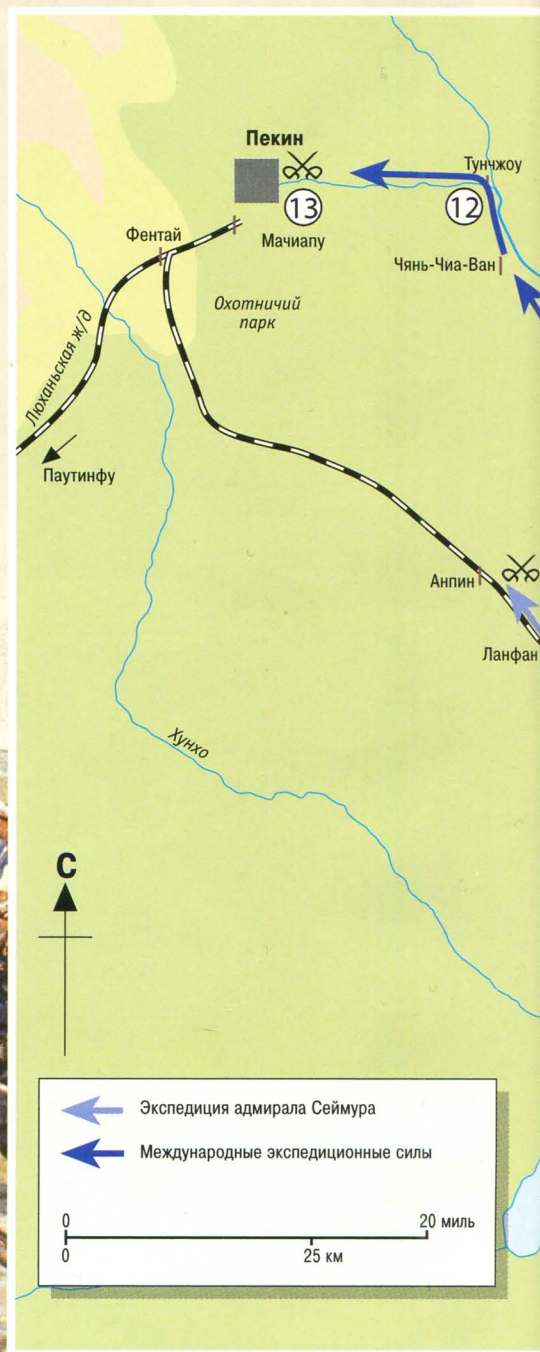 Пекин
Тунчжоу
13
12
Фентай
Мачиапу
Чянь-Чиа-Ван
Охотничий
парк
Люханьская ж/д
Паутинфу
Анпин
Ланфан
Хунхо
С
Экспедиция адмирала Сеймура
Международные экспедиционные силы
0
20 миль
0
25 км